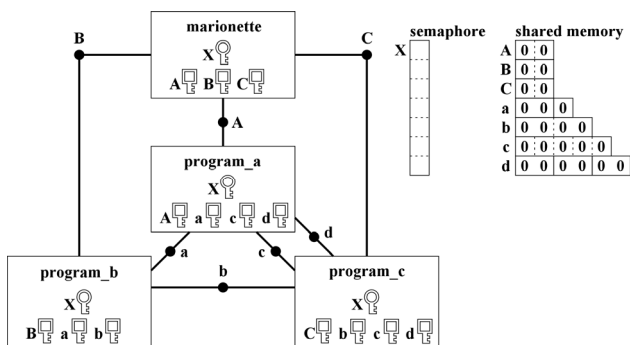 marionette
X
A B C
B
C
A
program_a
X
A a c d
a
c
d
b
program_b
X
B a b
program_c
X
C b c d
semaphore
X
shared memory
A 0 0
B 0 0
C 0 0
a 0 0 0
b 0 0 0 0
c 0 0 0 0 0
d 0 0 0 0 0 0